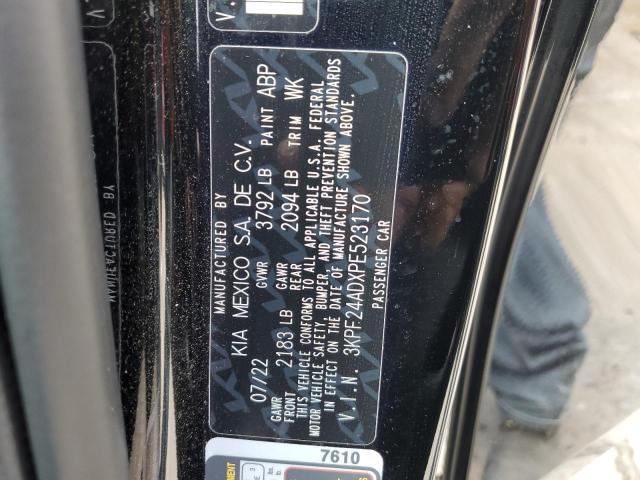 MANUFACTURED BY
KIA MEXICO S.A. DE C.V.
07/22 GVWR 3792 LB PAINT ABP
GAWR FRONT 2183 LB GAWR REAR 2094 LB TRIM WK
THIS VEHICLE CONFORMS TO ALL APPLICABLE U.S.A. FEDERAL
MOTOR VEHICLE SAFETY, BUMPER, AND THEFT PREVENTION STANDARDS
IN EFFECT ON THE DATE OF MANUFACTURE SHOWN ABOVE.
V.I.N. 3KPF24ADXPE523170
PASSENGER CAR
7610